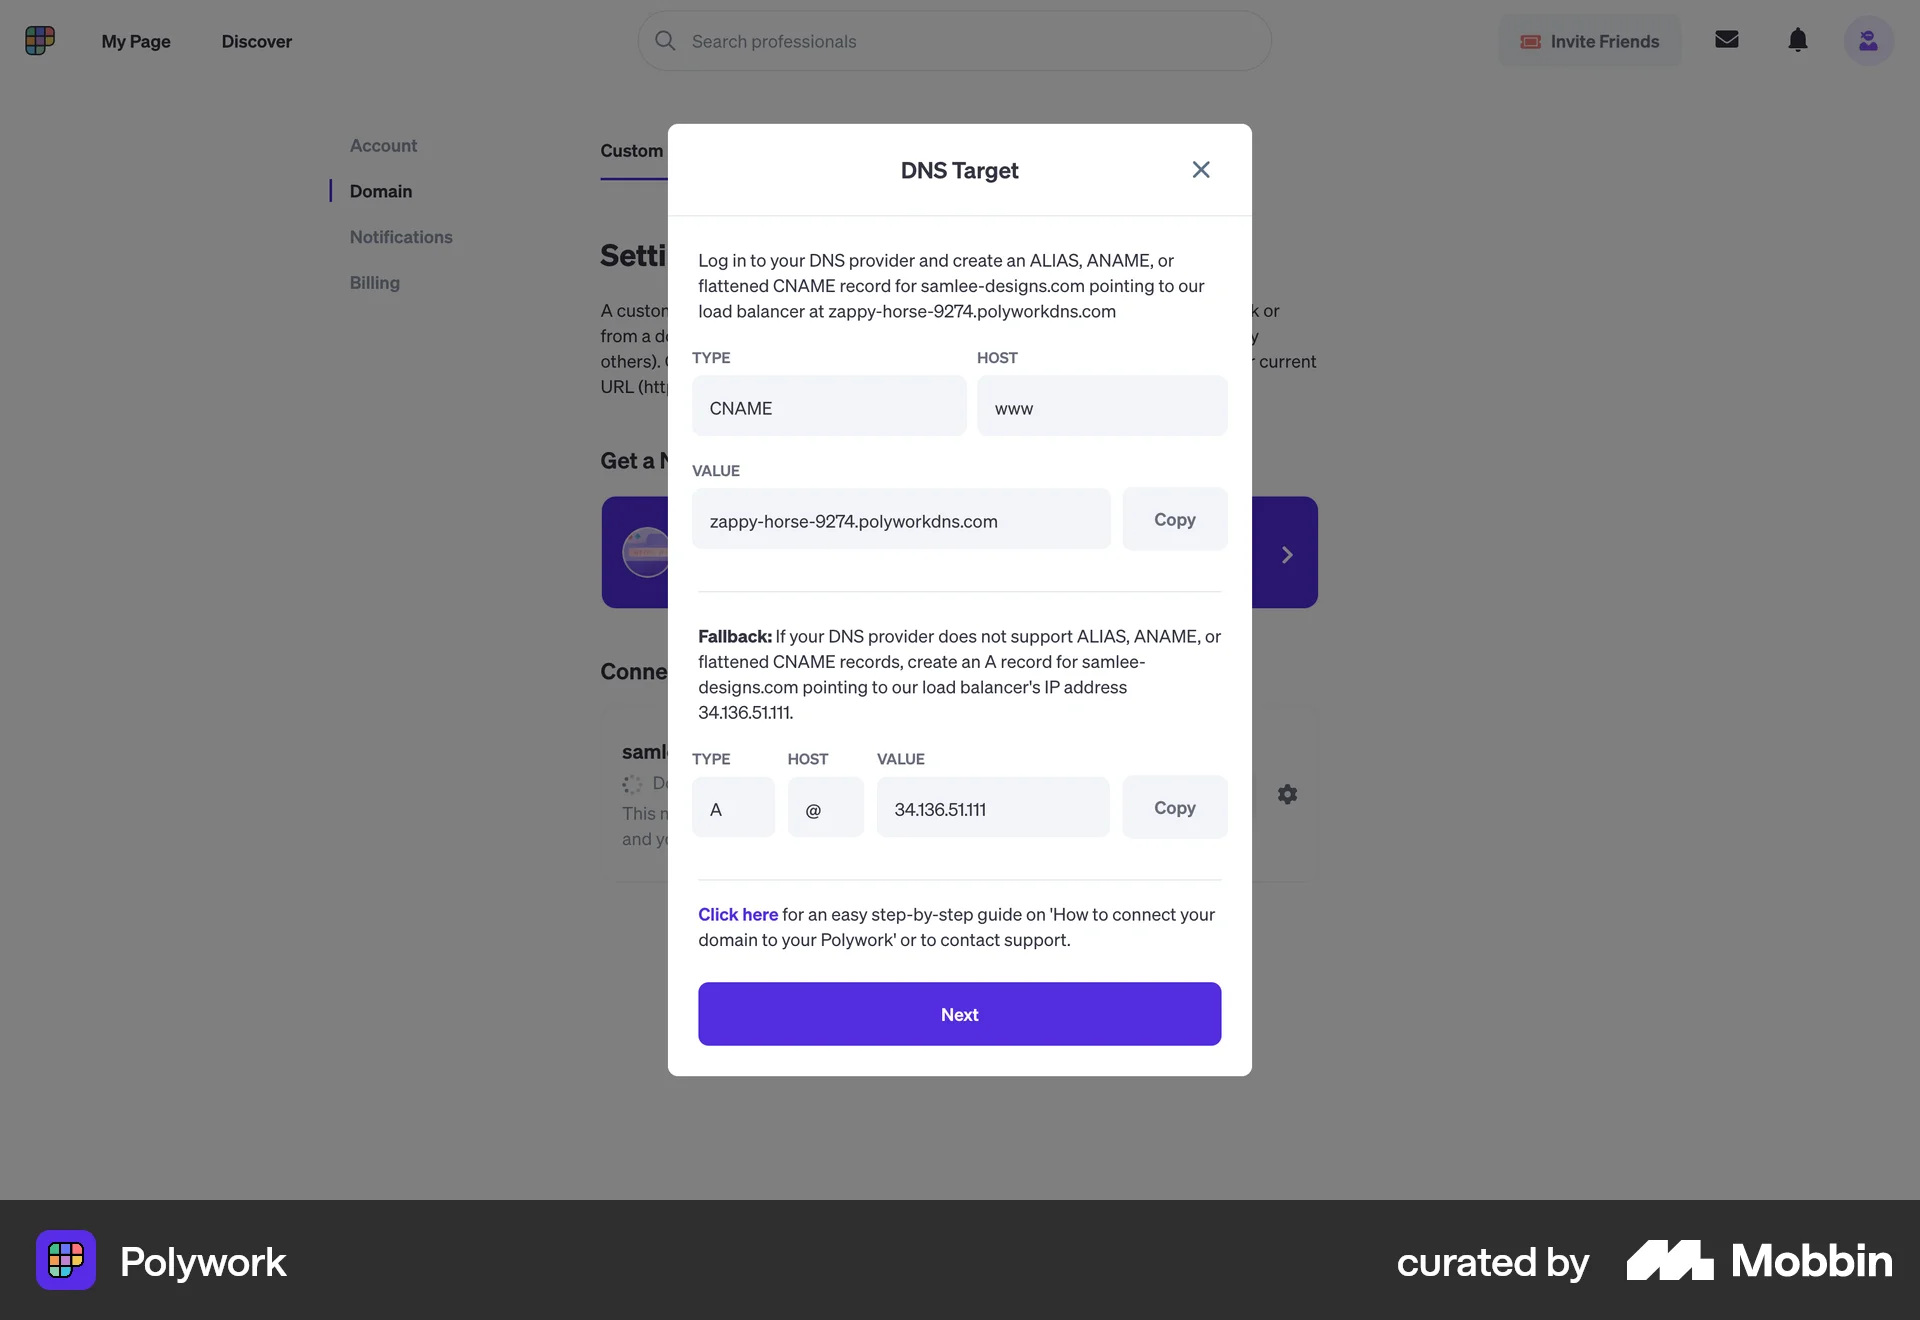 My Page
Discover
Search professionals
Invite Friends
Account
Domain
Notifications
Billing
Custom
A
from a
others).
URL
k or
y
current
Get a
DNS Target
Log in to your DNS provider and create an ALIAS, ANAME, or
flattened CNAME record for samlee-designs.com pointing to our
load balancer at zappy-horse-9274.polyworkdns.com
TYPE
HOST
CNAME
www
VALUE
zappy-horse-9274.polyworkdns.com
Copy
Fallback: If your DNS provider does not support ALIAS, ANAME, or
flattened CNAME records, create an A record for samlee-
designs.com pointing to our load balancer's IP address
34.136.51.111.
TYPE
HOST
VALUE
A
@
34.136.51.111
Copy
This
and
Click here for an easy step-by-step guide on 'How to connect your
domain to your Polywork' or to contact support.
Next
Polywork
curated by Mobbin